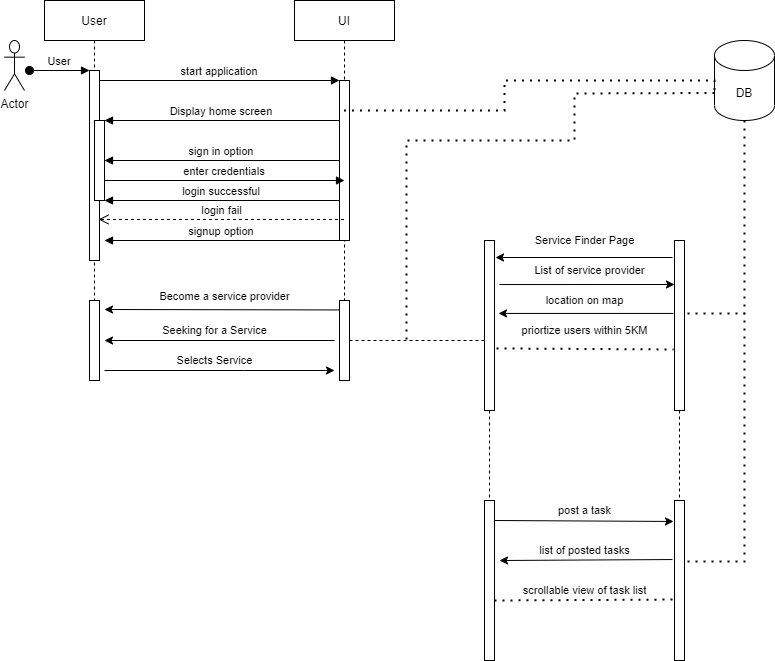 User
UI
User
start application
DB
Actor
Display home screen
sign in option
enter credentials
login successful
login fail
signup option
Service Finder Page
List of service provider
Become a service provider
location on map
Seeking for a Service
priortize users within 5KM
Selects Service
post a task
list of posted tasks
scrollable view of task list